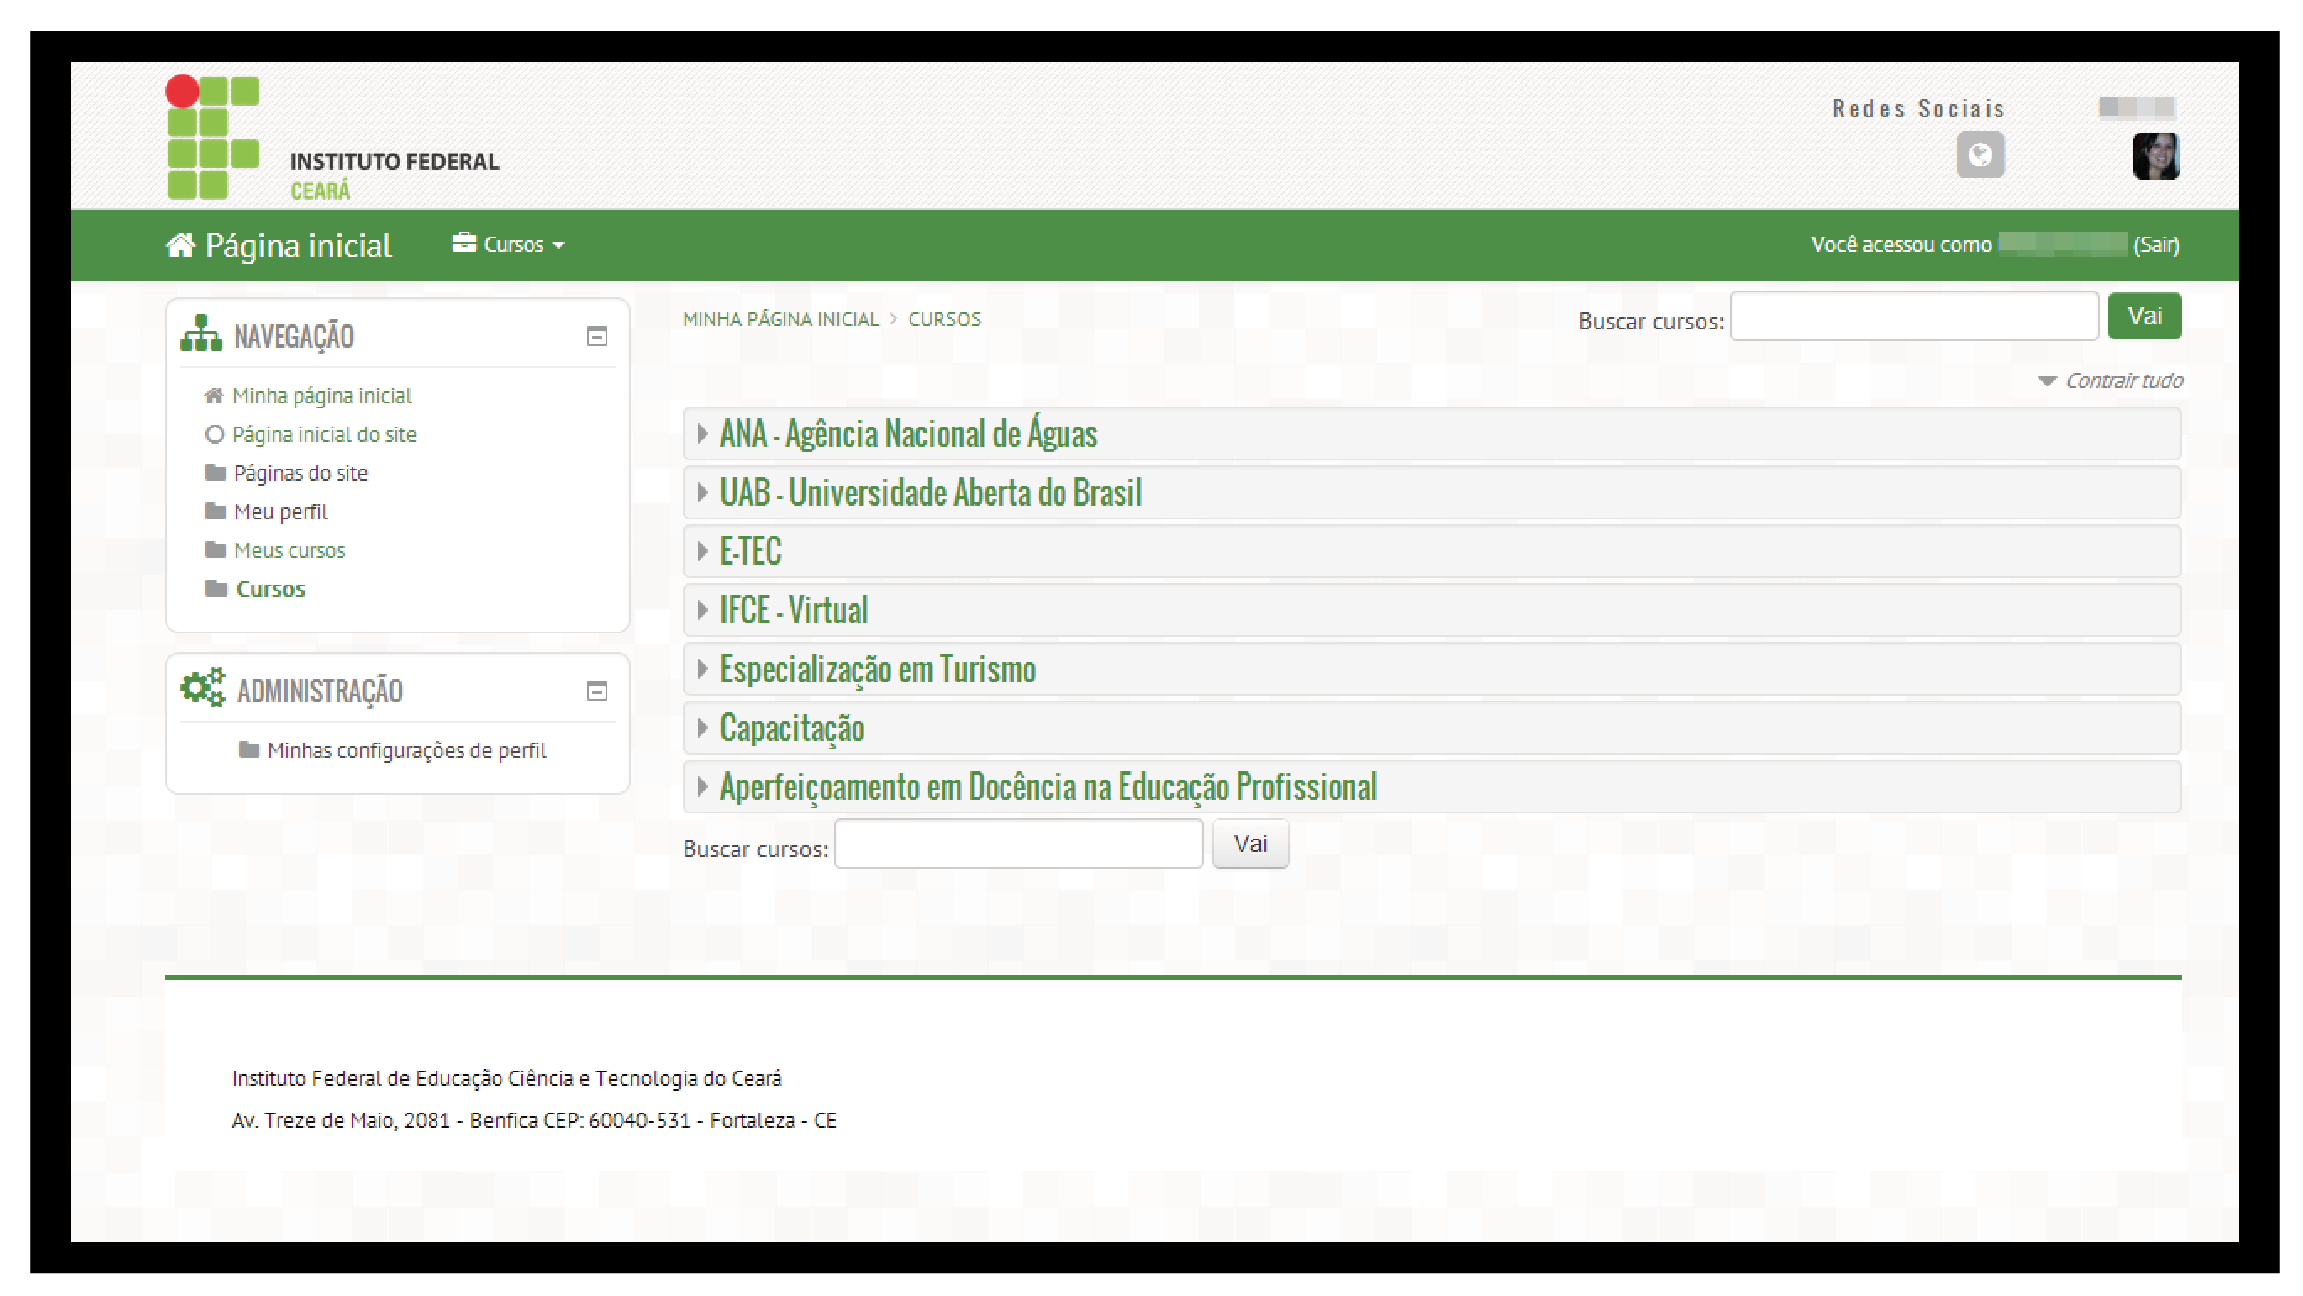 INSTITUTO FEDERAL
CEARÁ
Redes Sociais
Página inicial
Cursos
Você acessou como
(Sair)
NAVEGAÇÃO
Minha página inicial
Página inicial do site
Páginas do site
Meu perfil
Meus cursos
Cursos
ADMINISTRAÇÃO
Minhas configurações de perfil
MINHA PÁGINA INICIAL > CURSOS
Buscar cursos:
Vai
Contrair tudo
ANA - Agência Nacional de Águas
UAB - Universidade Aberta do Brasil
E-TEC
IFCE - Virtual
Especialização em Turismo
Capacitação
Aperfeiçoamento em Docência na Educação Profissional
Buscar cursos:
Vai
Instituto Federal de Educação Ciência e Tecnologia do Ceará
Av. Treze de Maio, 2081 - Benfica CEP: 60040-531 - Fortaleza - CE